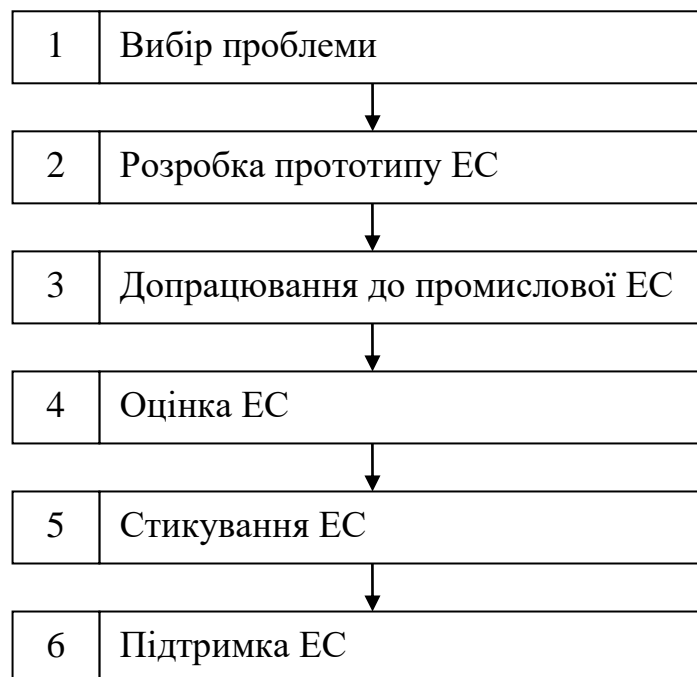 1 Вибір проблеми
2 Розробка прототипу ЕС
3 Допрацювання до промислової ЕС
4 Оцінка ЕС
5 Стикування ЕС
6 Підтримка ЕС